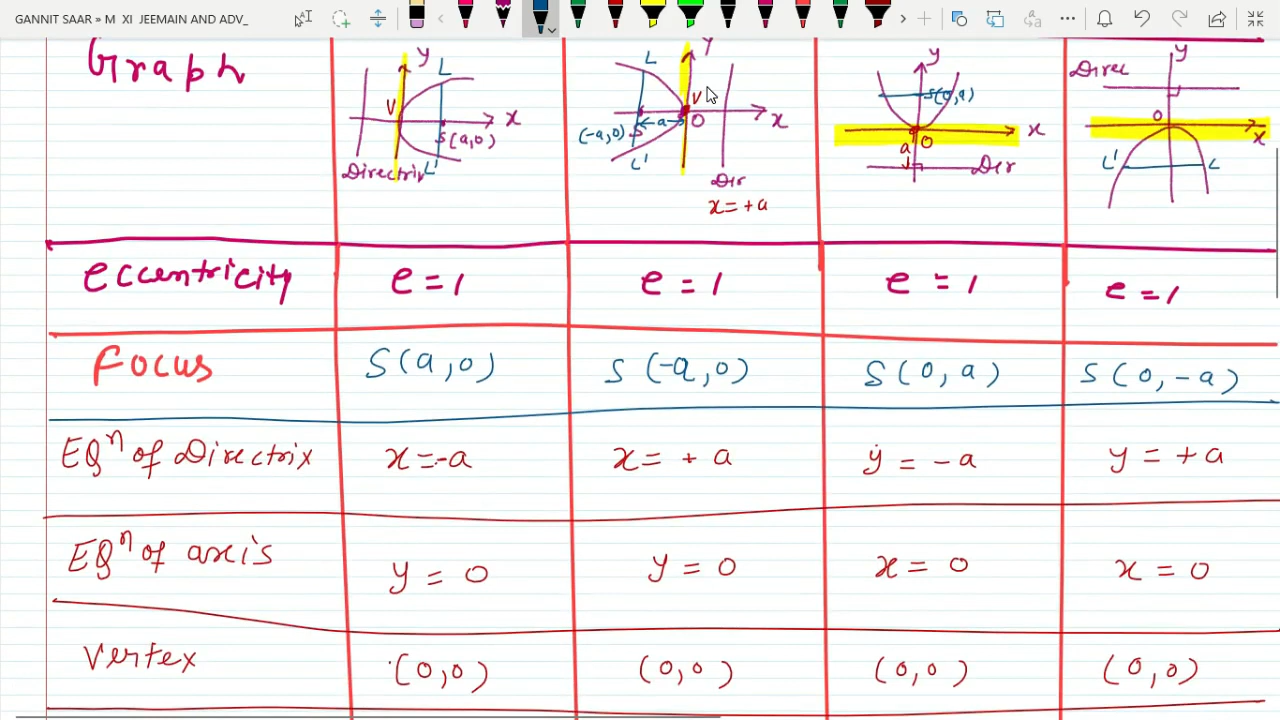 GANNIT SAAR » M XI JEEMAIN AND ADV_
Graph
y
L
V
x
S(a,0)
L'
Directrix
L
y
V
O
x
a
(-a,0) S
L'
Dir
x = +a
y
S(0,a)
x
a
O
Dir
Direc
y
O
x
L'
L
eccentricity e = 1 e = 1 e = 1 e = 1
Focus S(a,0) S(-a,0) S(0,a) S(0,-a)
EQⁿ of Directrix x = -a x = +a y = -a y = +a
EQⁿ of axis y = 0 y = 0 x = 0 x = 0
Vertex (0,0) (0,0) (0,0) (0,0)